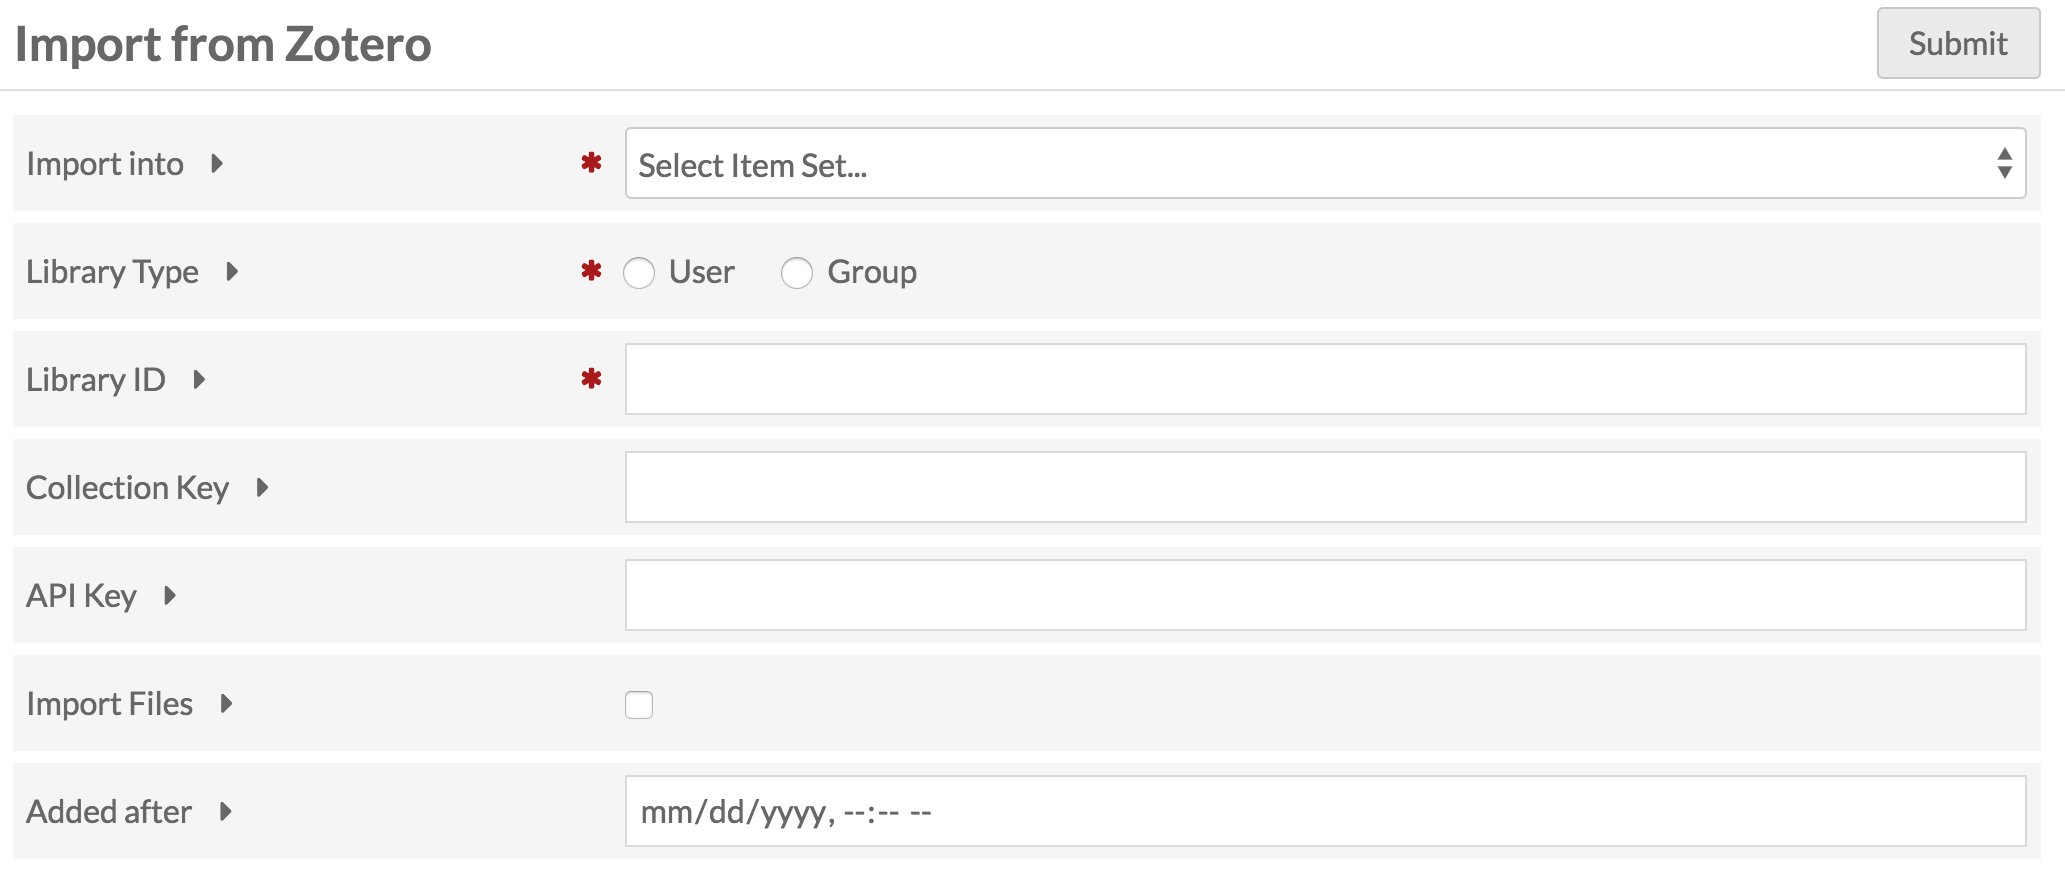 Import from Zotero
Submit
Import into
* Select Item Set...
Library Type
* User Group
Library ID
*
Collection Key
API Key
Import Files
Added after
mm/dd/yyyy, --:-- --